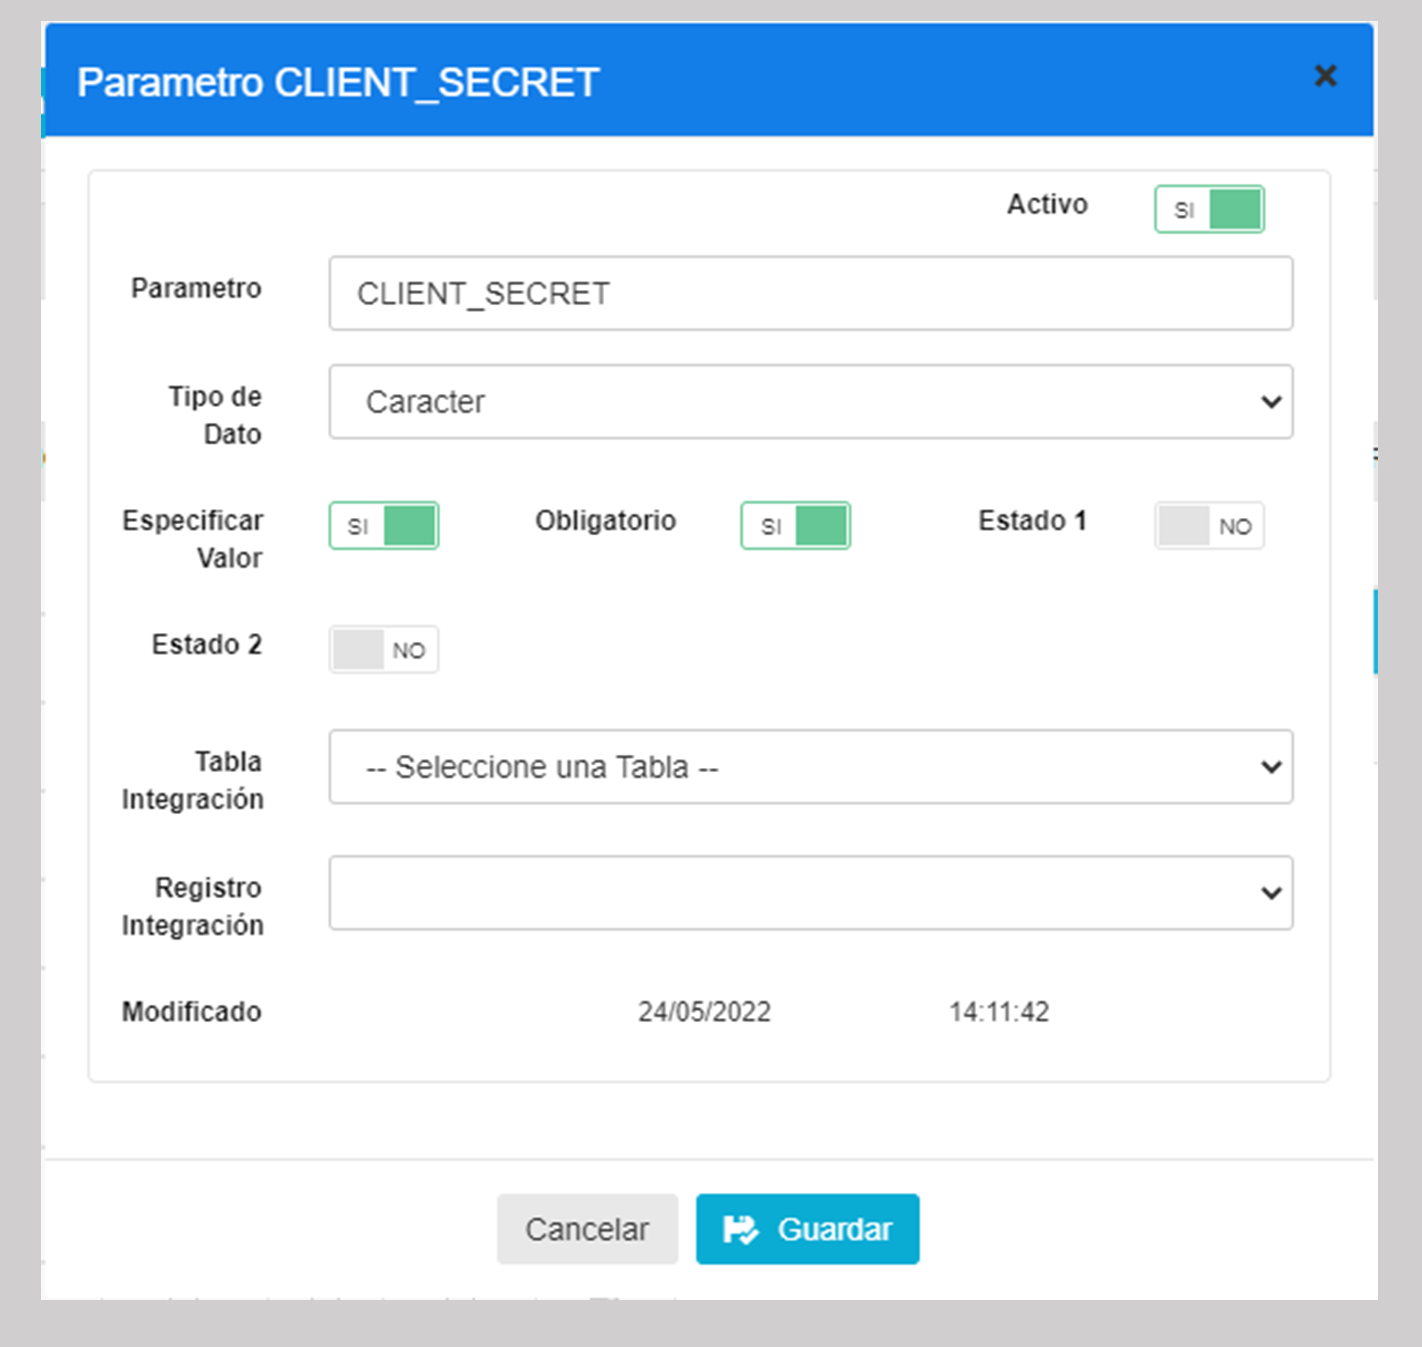 Parametro CLIENT_SECRET
Activo SI
Parametro CLIENT_SECRET
Tipo de
Dato
Caracter
Especificar
Valor
SI
Obligatorio SI
Estado 1 NO
Estado 2 NO
Tabla
Integración
-- Seleccione una Tabla --
Registro
Integración
Modificado 24/05/2022 14:11:42
Cancelar
Guardar